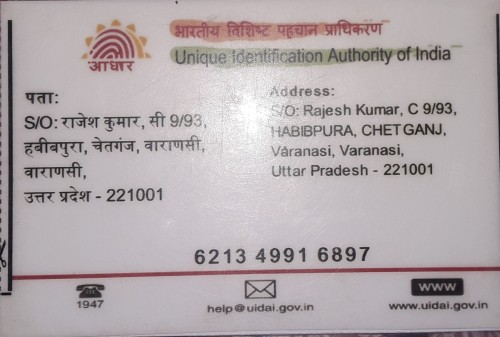 भारतीय विशिष्ट पहचान प्राधिकरण
Unique Identification Authority of India
आधार
पता:
S/O: राजेश कुमार, सी 9/93,
हबीबपुरा, चेतगंज, वाराणसी,
वाराणसी,
उत्तर प्रदेश - 221001
Address:
S/O: Rajesh Kumar, C 9/93,
HABIBPURA, CHETGANJ,
Varanasi, Varanasi,
Uttar Pradesh - 221001
6213 4991 6897
1947
help@uidai.gov.in
www
www.uidai.gov.in